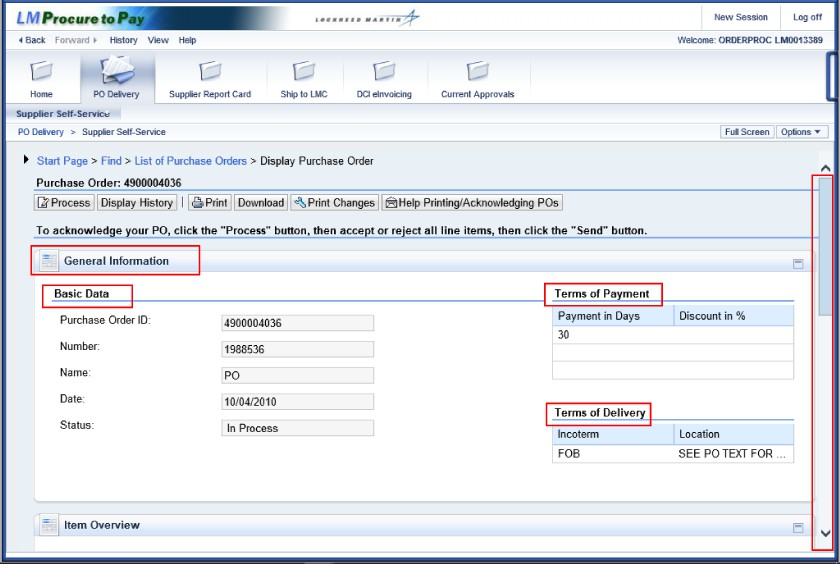 LM Procure to Pay
LOCKHEED MARTIN
New Session Log off
Back Forward History View Help
Welcome: ORDERPROC LM0013389
Home PO Delivery Supplier Report Card Ship to LMC DCI eInvoicing Current Approvals
Supplier Self-Service
PO Delivery > Supplier Self-Service
Full Screen Options
Start Page > Find > List of Purchase Orders > Display Purchase Order
Purchase Order: 4900004036
Process Display History | Print Download Print Changes Help Printing/Acknowledging POs
To acknowledge your PO, click the "Process" button, then accept or reject all line items, then click the "Send" button.
General Information
Basic Data
Purchase Order ID: 4900004036
Number: 1988536
Name: PO
Date: 10/04/2010
Status: In Process
Terms of Payment
Payment in Days Discount in %
30
Terms of Delivery
Incoterm Location
FOB SEE PO TEXT FOR ...
Item Overview